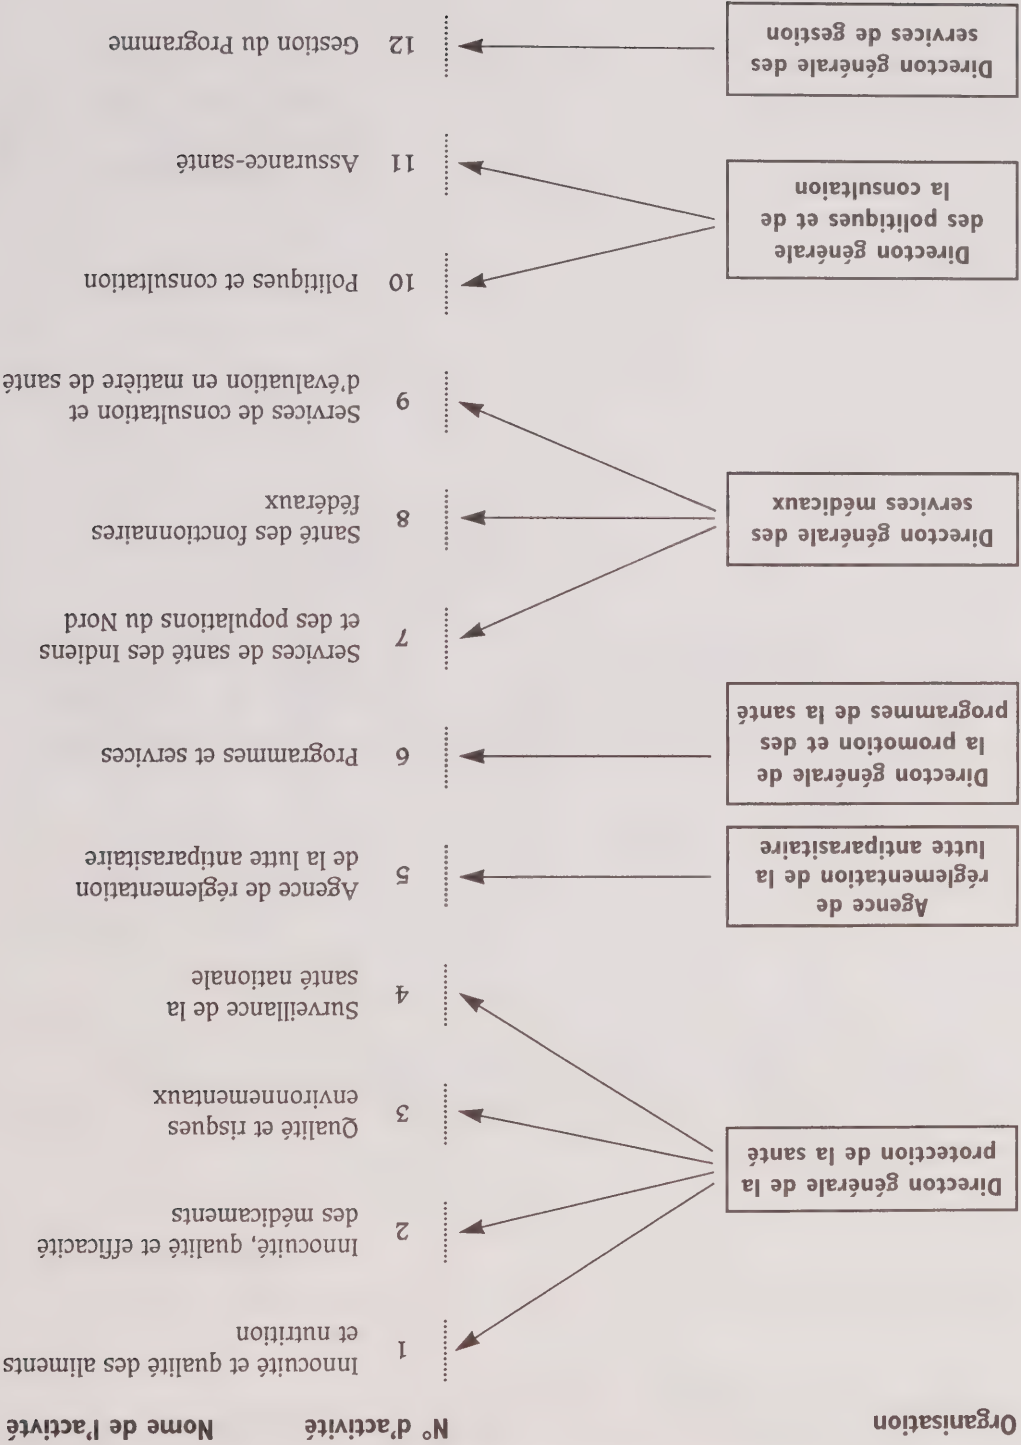 Organisation
N° d'activité
Nome de l'activté
Directon générale de la
protection de la santé
1
Innocuité et qualité des aliments
et nutrition
2
Innocuité, qualité et efficacité
des médicaments
3
Qualité et risques
environnementaux
4
Surveillance de la
santé nationale
Agence de
réglementation de la
lutte antiparasitaire
5
Agence de réglementation
de la lutte antiparasitaire
Directon générale de
la promotion et des
programmes de la santé
6
Programmes et services
Directon générale des
services médicaux
7
Services de santé des Indiens
et des populations du Nord
8
Santé des fonctionnaires
fédéraux
9
Services de consultation et
d'évaluation en matière de santé
Directon générale
des politiques et de
la consultaion
10
Politiques et consultation
11
Assurance-santé
Directon générale des
services de gestion
12
Gestion du Programme